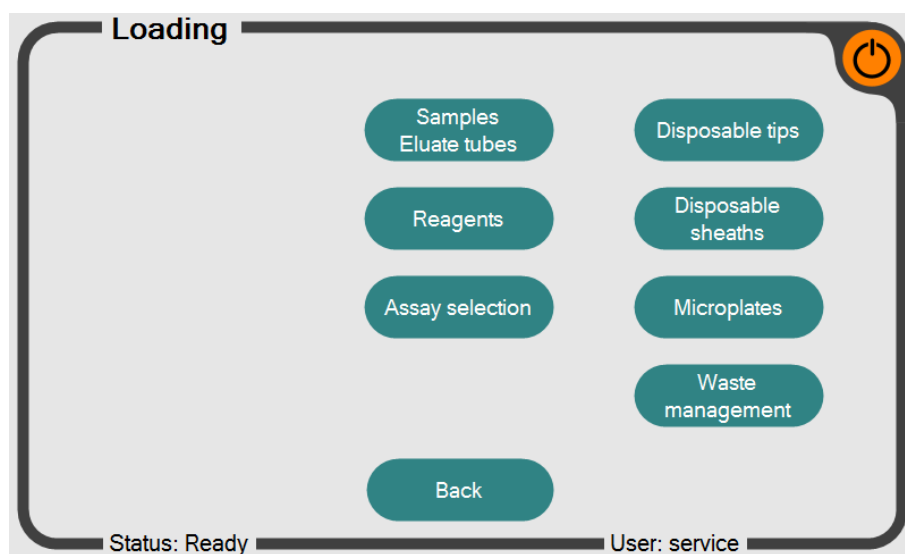 Loading
Samples
Eluate tubes
Disposable tips
Reagents
Disposable
sheaths
Assay selection
Microplates
Waste
management
Back
Status: Ready
User: service